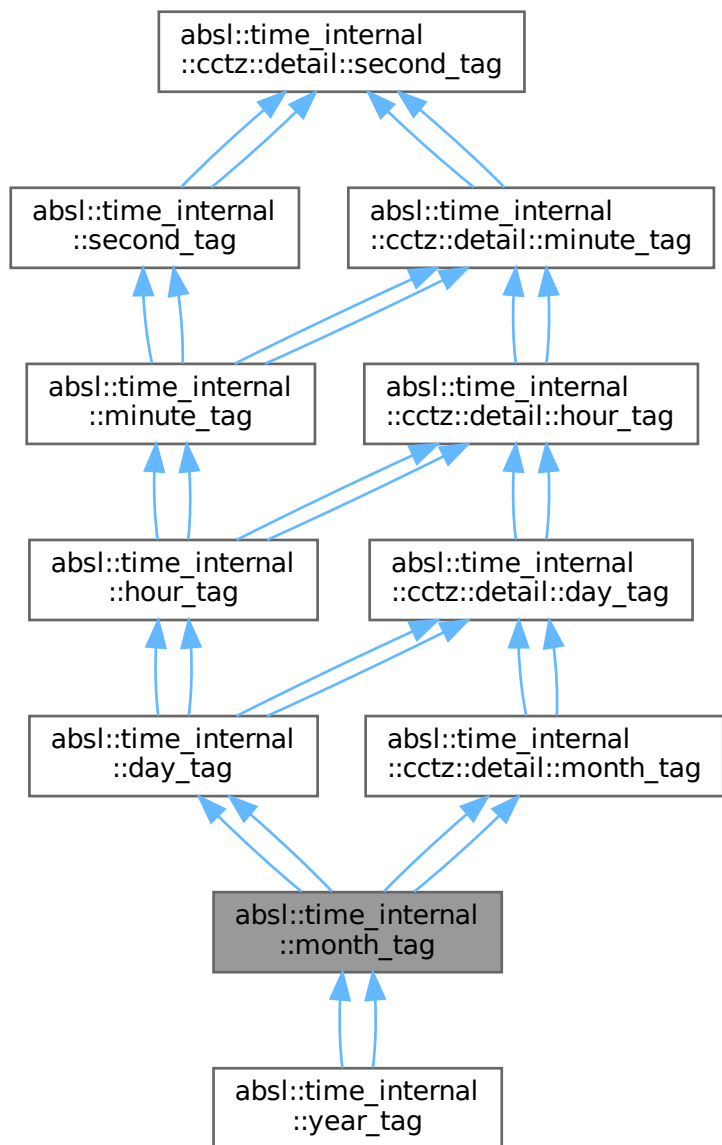 absl::time_internal
::cctz::detail::second_tag
absl::time_internal
::second_tag
absl::time_internal
::cctz::detail::minute_tag
absl::time_internal
::minute_tag
absl::time_internal
::cctz::detail::hour_tag
absl::time_internal
::hour_tag
absl::time_internal
::cctz::detail::day_tag
absl::time_internal
::day_tag
absl::time_internal
::cctz::detail::month_tag
absl::time_internal
::month_tag
absl::time_internal
::year_tag